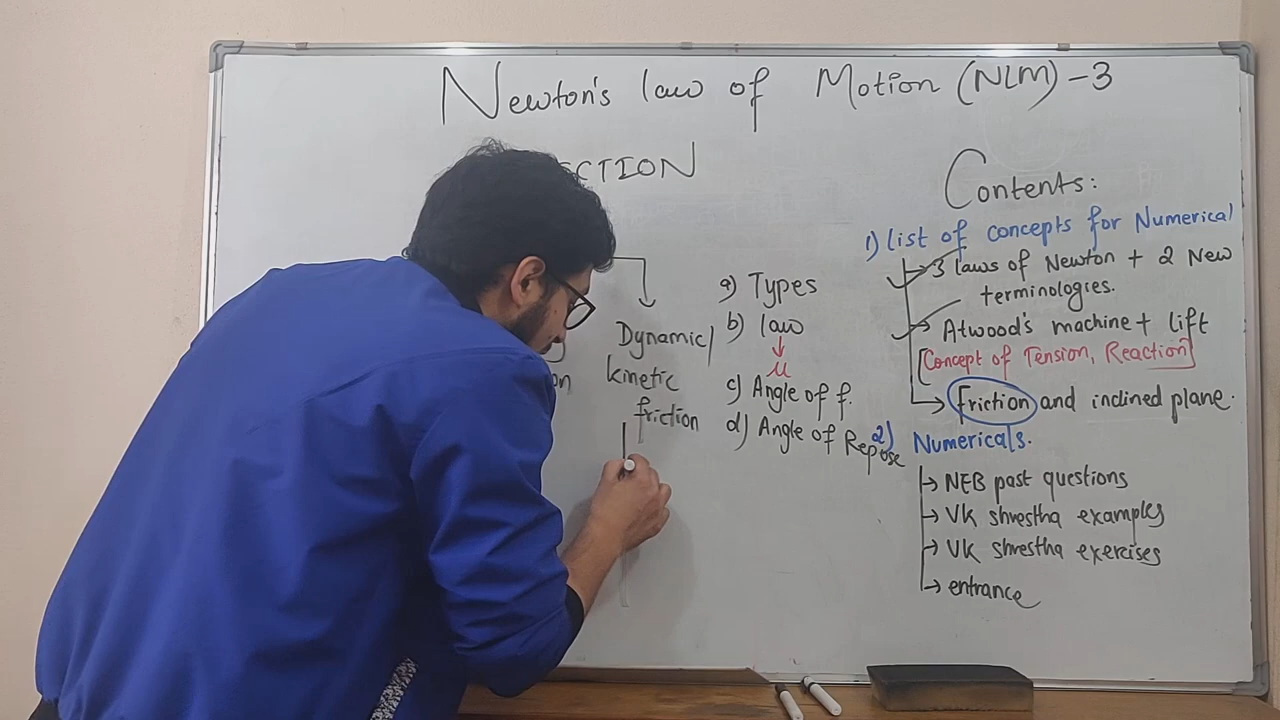 Newton's law of Motion (NLM) - 3
CTION
Dynamic/
kinetic
friction
a) Types
b) law
↓
μ
c) Angle of f.
d) Angle of Repose
Contents:
1) list of concepts for Numerical
→ 3 laws of Newton + 2 New
terminologies.
→ Atwood's machine + lift
[Concept of Tension, Reaction]
→ friction and inclined plane.
2) Numericals.
→ NEB past questions
→ VK shrestha examples
→ VK shrestha exercises
→ entrance